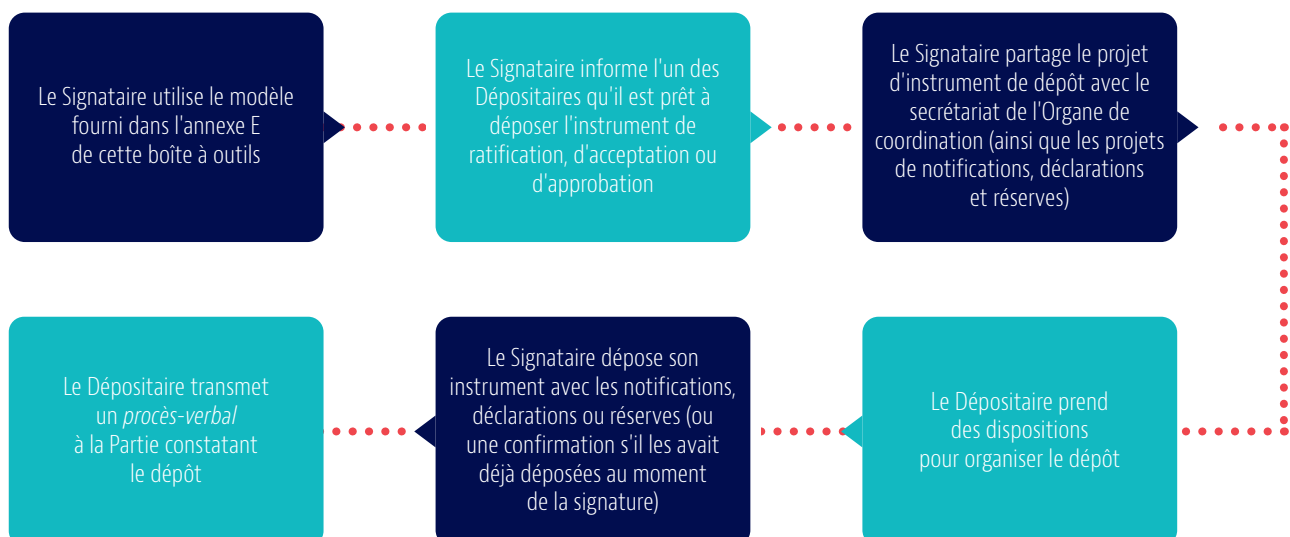 Le Signataire utilise le modèle
fourni dans l'annexe E
de cette boîte à outils
Le Signataire informe l'un des
Dépositaires qu'il est prêt à
déposer l'instrument de
ratification, d'acceptation ou
d'approbation
Le Signataire partage le projet
d'instrument de dépôt avec le
secrétariat de l'Organe de
coordination (ainsi que les projets
de notifications, déclarations
et réserves)
Le Dépositaire prend
des dispositions
pour organiser le dépôt
Le Signataire dépose son
instrument avec les notifications,
déclarations ou réserves (ou
une confirmation s'il les avait
déjà déposées au moment
de la signature)
Le Dépositaire transmet
un procès-verbal
à la Partie constatant
le dépôt